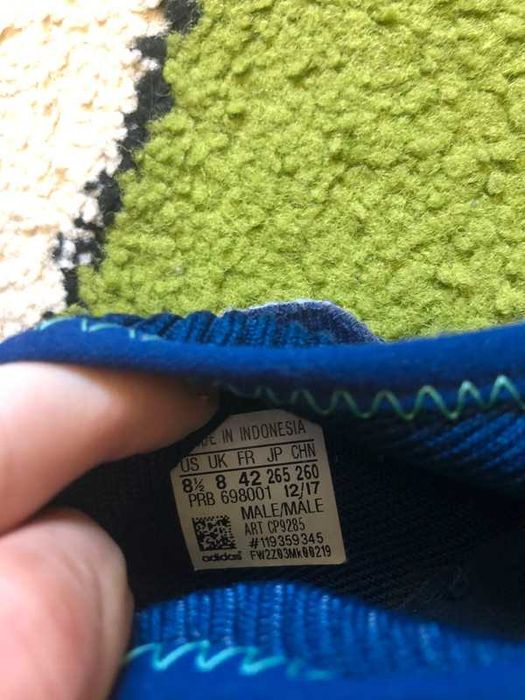 DE IN INDONESIA
US UK FR JP CHN
8½ 8 42 265 260
PRB 698001 12/17
MALE/MALE
ART CP9285
#119359345
adidas FW2Z03Mk00219